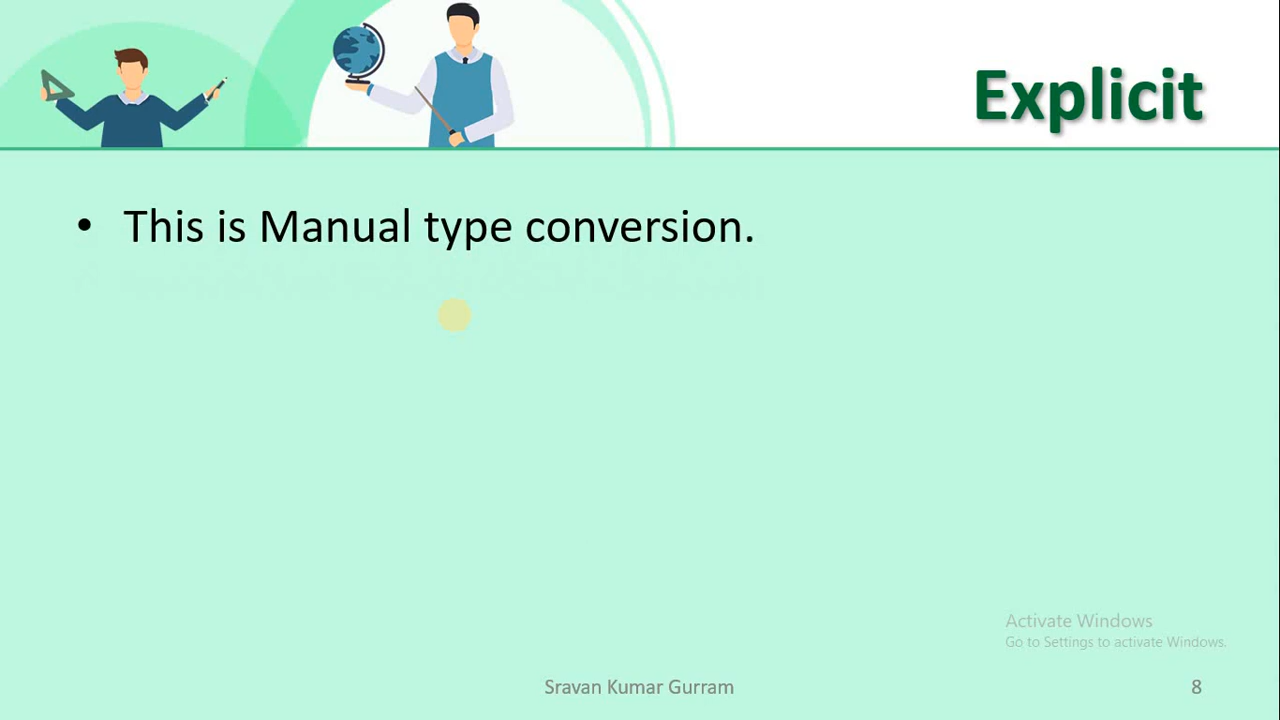 Explicit
• This is Manual type conversion.
Activate Windows
Go to Settings to activate Windows.
Sravan Kumar Gurram
8